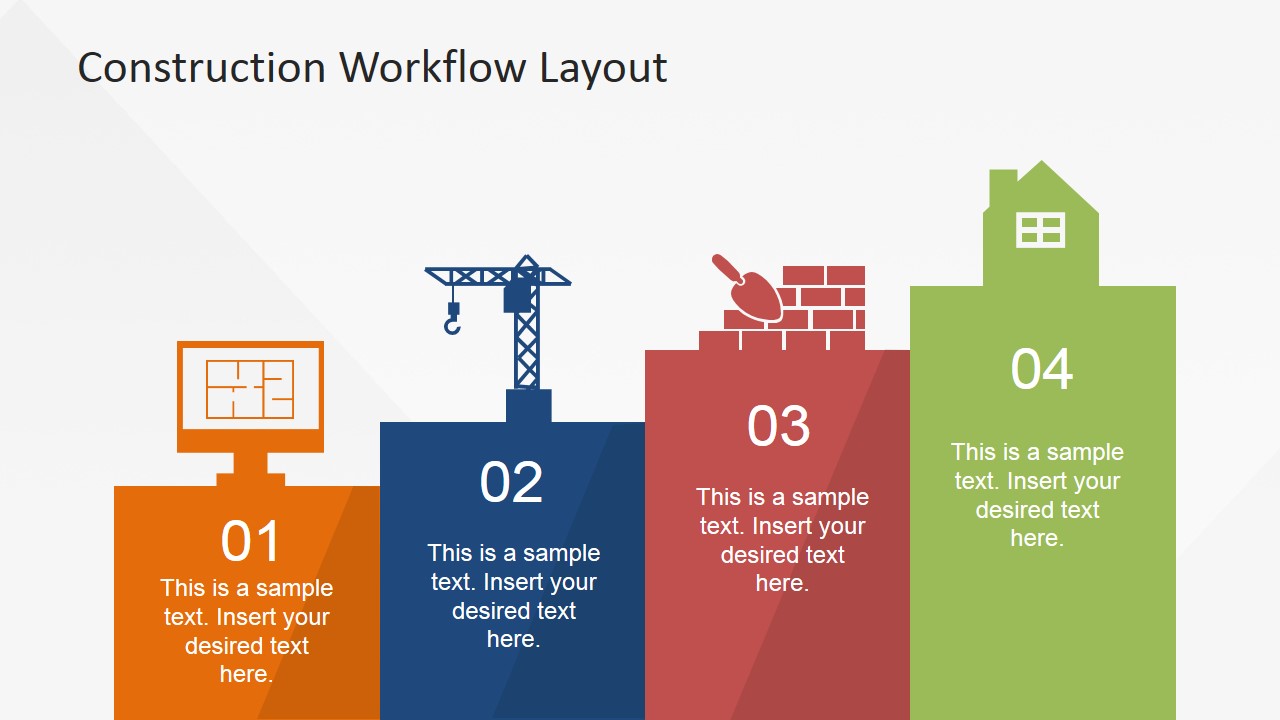 Construction Workflow Layout
01
This is a sample
text. Insert your
desired text
here.
02
This is a sample
text. Insert your
desired text
here.
03
This is a sample
text. Insert your
desired text
here.
04
This is a sample
text. Insert your
desired text
here.